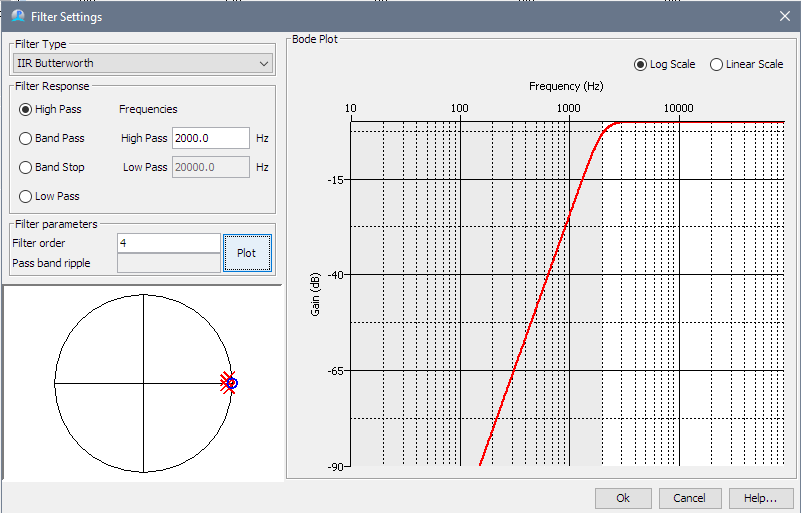 Filter Settings
Filter Type
IIR Butterworth
Filter Response
High Pass
Frequencies
Band Pass
High Pass 2000.0 Hz
Band Stop
Low Pass 20000.0 Hz
Low Pass
Filter parameters
Filter order 4
Pass band ripple
Plot
Bode Plot
Log Scale Linear Scale
Frequency (Hz)
10 100 1000 10000
-15
-40
-65
-90
Gain (dB)
Ok Cancel Help...